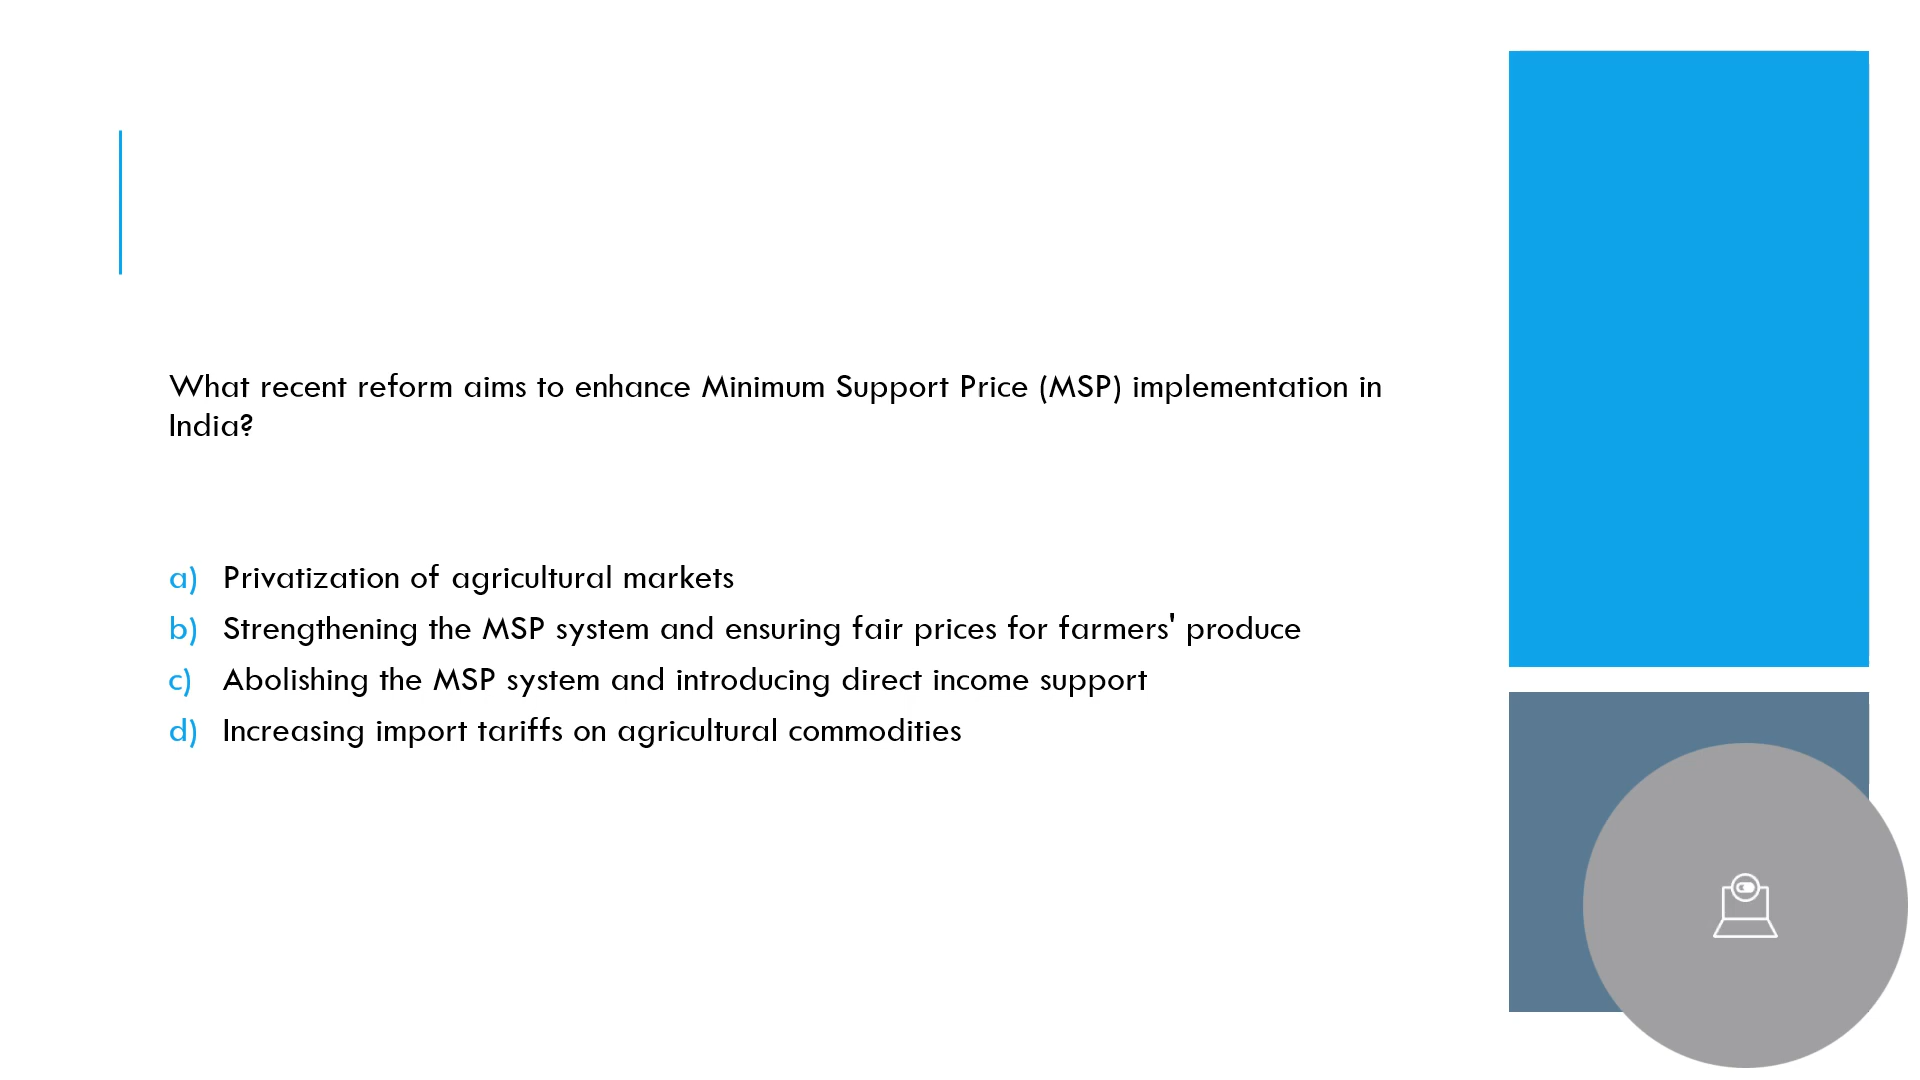 What recent reform aims to enhance Minimum Support Price (MSP) implementation in
India?
a) Privatization of agricultural markets
b) Strengthening the MSP system and ensuring fair prices for farmers' produce
c) Abolishing the MSP system and introducing direct income support
d) Increasing import tariffs on agricultural commodities